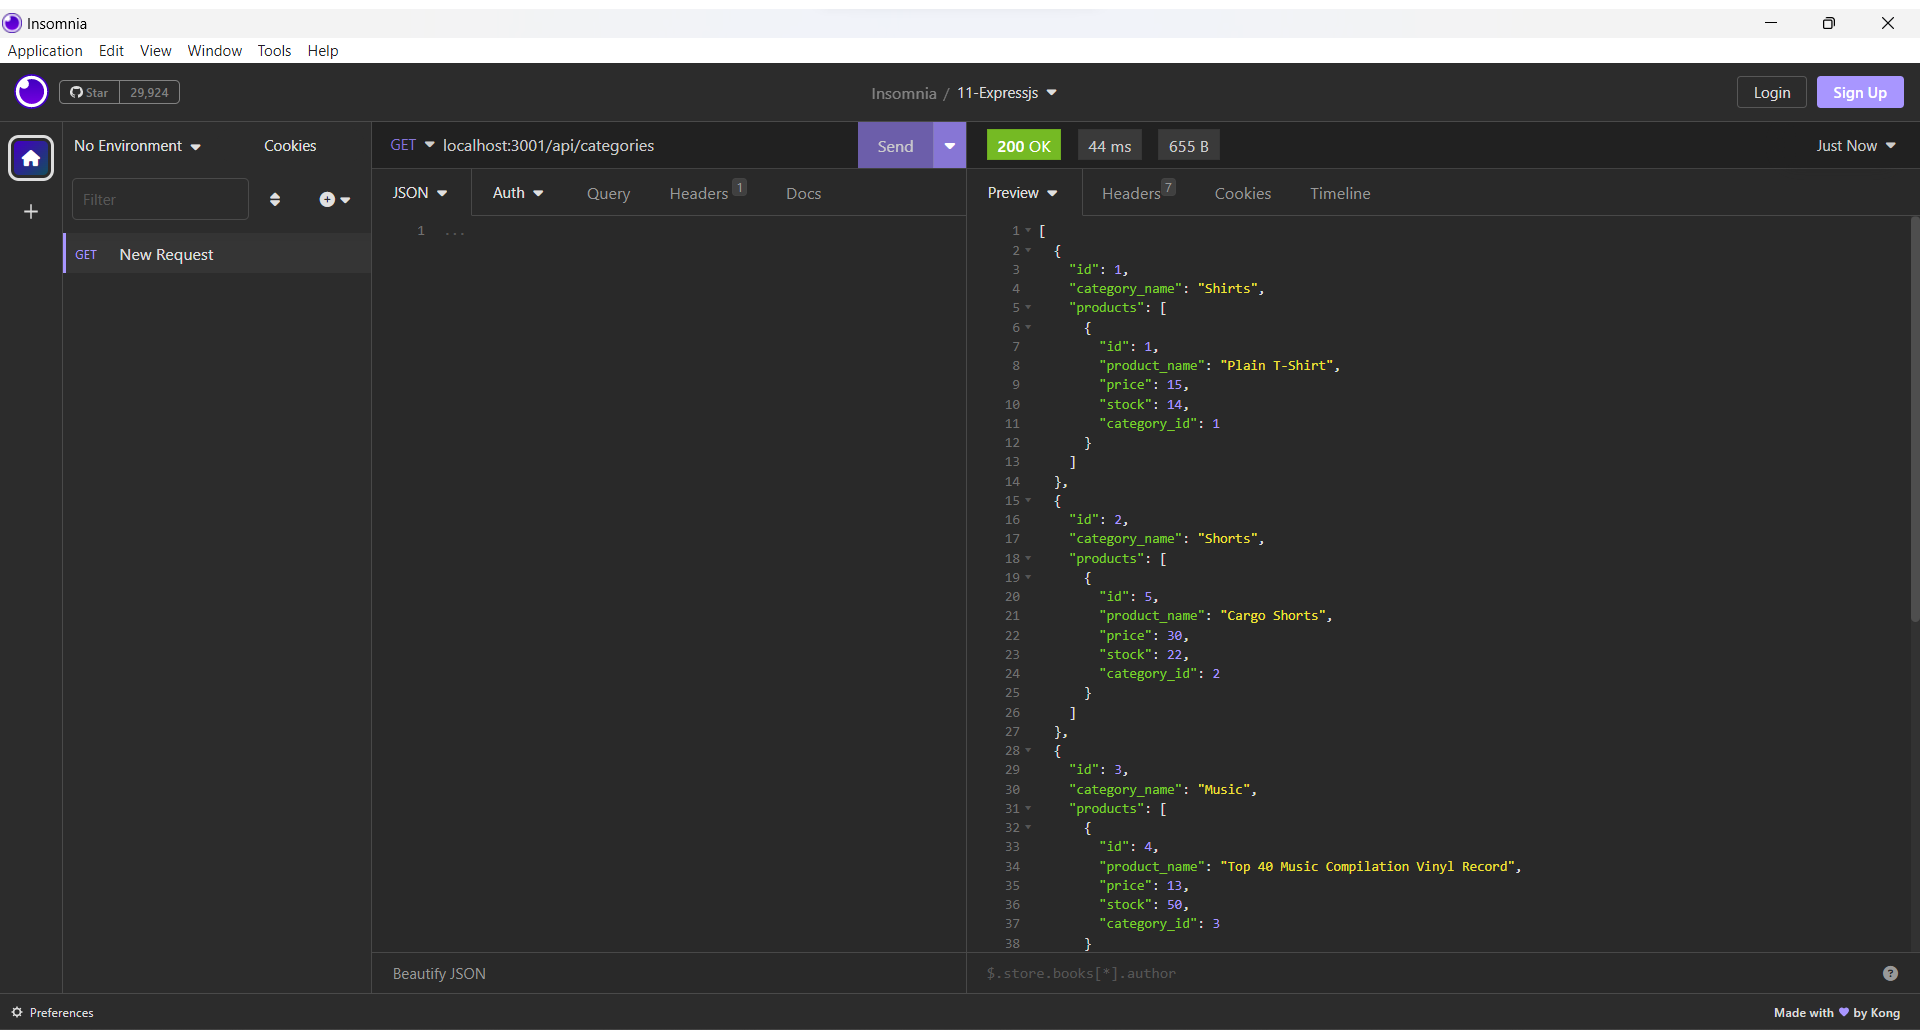 Insomnia
Application Edit View Window Tools Help
Star 29,924
Insomnia / 11-Expressjs
Login Sign Up
No Environment Cookies
GET localhost:3001/api/categories Send
200 OK 44 ms 655 B Just Now
Filter
JSON Auth Query Headers 1 Docs
Preview Headers 7 Cookies Timeline
GET New Request
1 ...
1 [
2 {
3 "id": 1,
4 "category_name": "Shirts",
5 "products": [
6 {
7 "id": 1,
8 "product_name": "Plain T-Shirt",
9 "price": 15,
10 "stock": 14,
11 "category_id": 1
12 }
13 ]
14 },
15 {
16 "id": 2,
17 "category_name": "Shorts",
18 "products": [
19 {
20 "id": 5,
21 "product_name": "Cargo Shorts",
22 "price": 30,
23 "stock": 22,
24 "category_id": 2
25 }
26 ]
27 },
28 {
29 "id": 3,
30 "category_name": "Music",
31 "products": [
32 {
33 "id": 4,
34 "product_name": "Top 40 Music Compilation Vinyl Record",
35 "price": 13,
36 "stock": 50,
37 "category_id": 3
38 }
Beautify JSON
$.store.books[*].author ?
Preferences
Made with 💜 by Kong